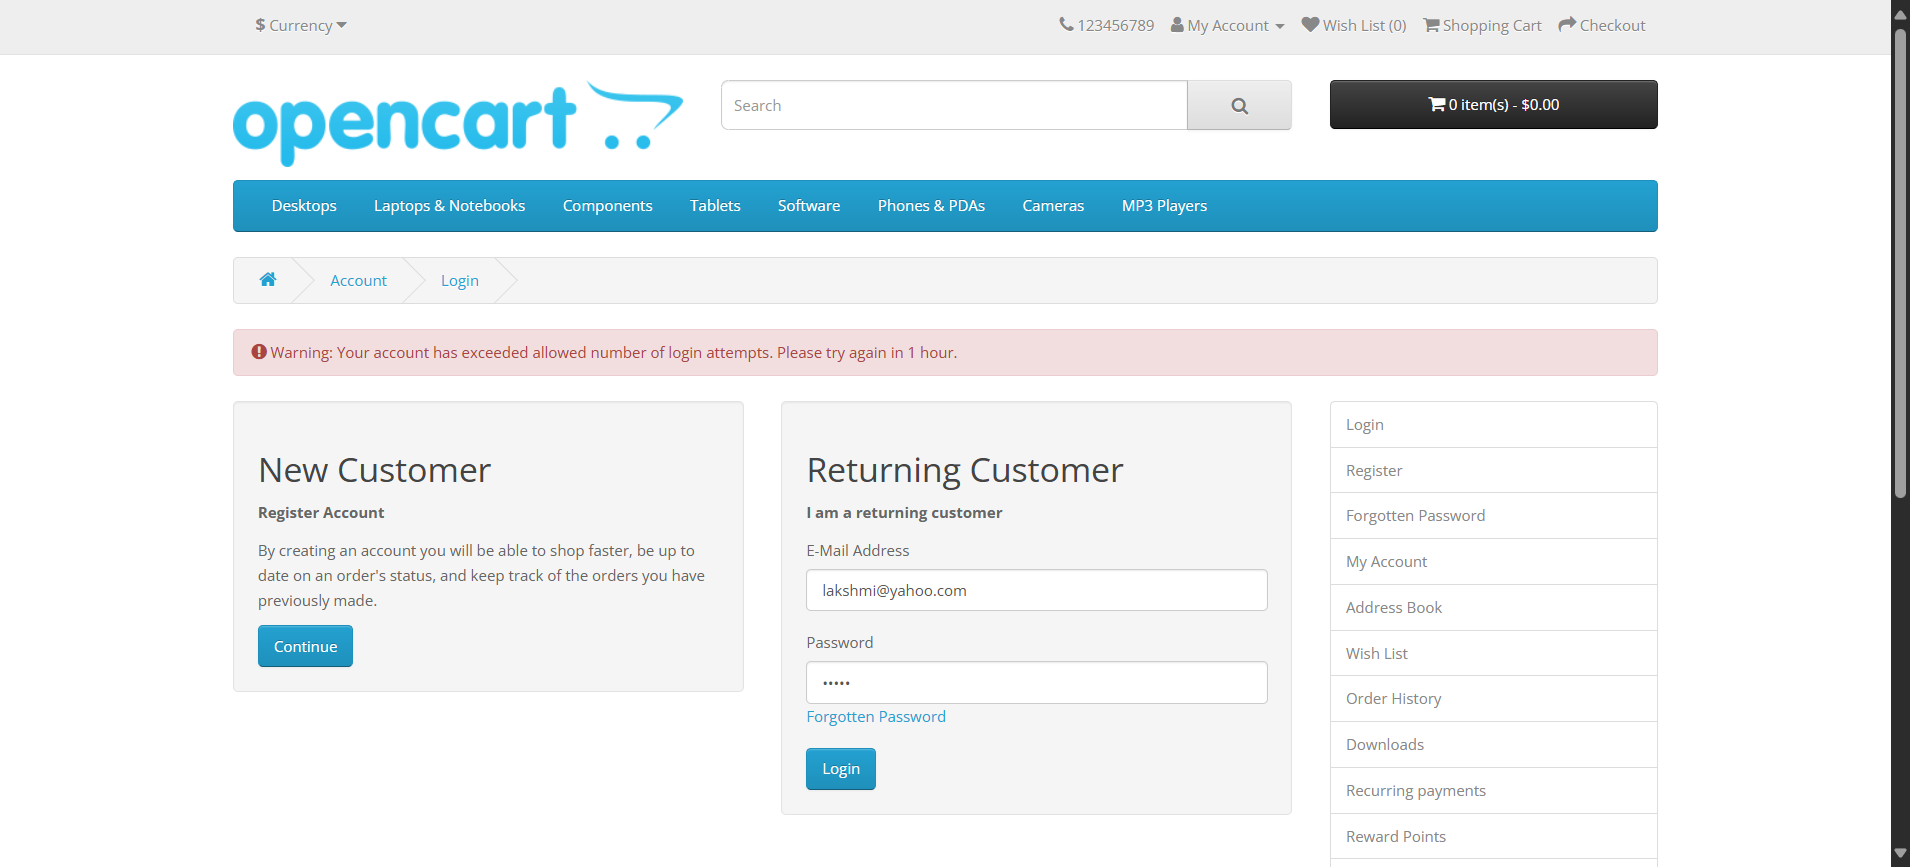 $ Currency
123456789 My Account Wish List (0) Shopping Cart Checkout
opencart
Search
0 item(s) - $0.00
Desktops Laptops & Notebooks Components Tablets Software Phones & PDAs Cameras MP3 Players
Account Login
Warning: Your account has exceeded allowed number of login attempts. Please try again in 1 hour.
New Customer
Register Account
By creating an account you will be able to shop faster, be up to
date on an order's status, and keep track of the orders you have
previously made.
Continue
Returning Customer
I am a returning customer
E-Mail Address
lakshmi@yahoo.com
Password
•••••
Forgotten Password
Login
Login
Register
Forgotten Password
My Account
Address Book
Wish List
Order History
Downloads
Recurring payments
Reward Points